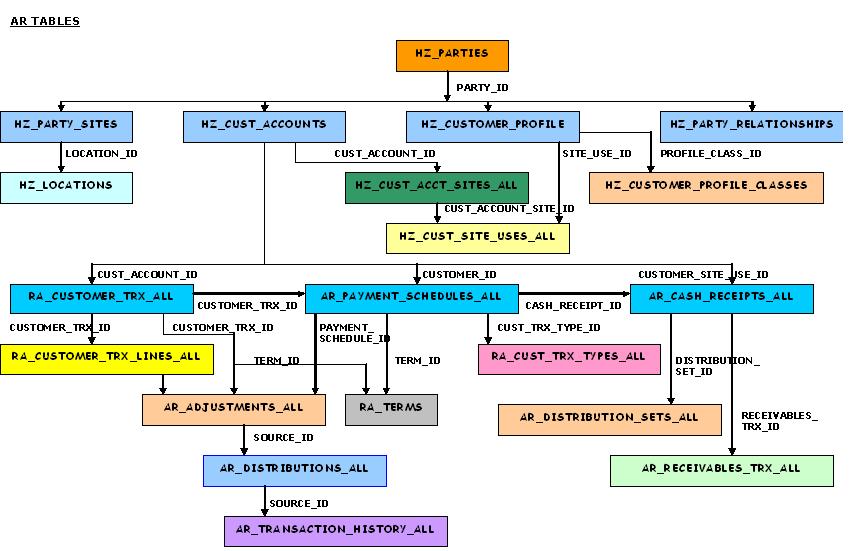 AR TABLES
HZ_PARTIES
PARTY_ID
HZ_PARTY_SITES
HZ_CUST_ACCOUNTS
HZ_CUSTOMER_PROFILE
HZ_PARTY_RELATIONSHIPS
LOCATION_ID
CUST_ACCOUNT_ID
SITE_USE_ID
PROFILE_CLASS_ID
HZ_LOCATIONS
HZ_CUST_ACCT_SITES_ALL
HZ_CUSTOMER_PROFILE_CLASSES
CUST_ACCOUNT_SITE_ID
HZ_CUST_SITE_USES_ALL
CUST_ACCOUNT_ID
CUSTOMER_ID
CUSTOMER_SITE_USE_ID
RA_CUSTOMER_TRX_ALL
AR_PAYMENT_SCHEDULES_ALL
AR_CASH_RECEIPTS_ALL
CUSTOMER_TRX_ID
CASH_RECEIPT_ID
CUSTOMER_TRX_ID
CUSTOMER_TRX_ID
PAYMENT_
SCHEDULE_ID
CUST_TRX_TYPE_ID
RA_CUSTOMER_TRX_LINES_ALL
TERM_ID
TERM_ID
RA_CUST_TRX_TYPES_ALL
DISTRIBUTION_
SET_ID
AR_ADJUSTMENTS_ALL
RA_TERMS
AR_DISTRIBUTION_SETS_ALL
RECEIVABLES_
TRX_ID
SOURCE_ID
AR_DISTRIBUTIONS_ALL
AR_RECEIVABLES_TRX_ALL
SOURCE_ID
AR_TRANSACTION_HISTORY_ALL